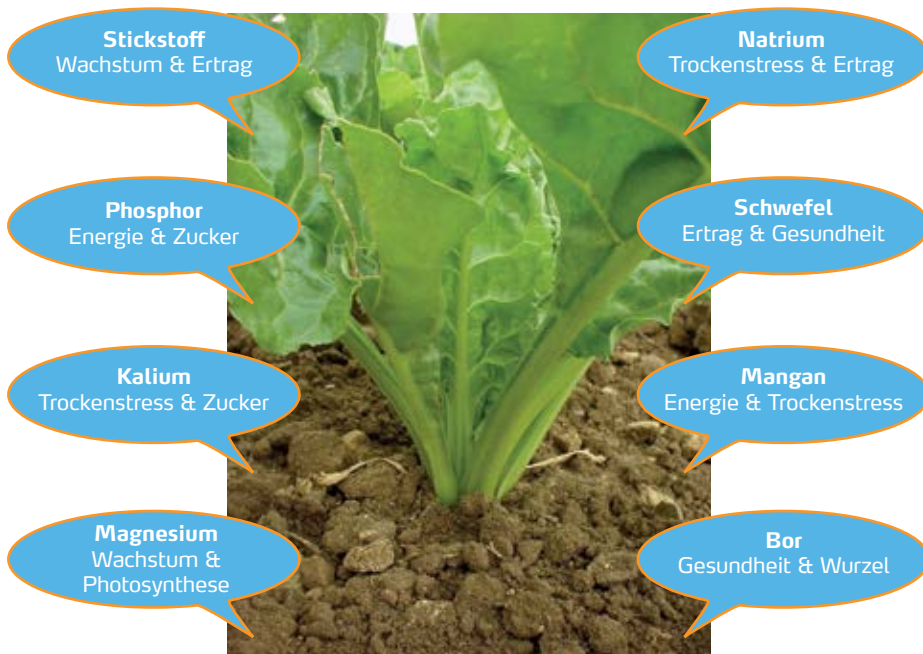 Stickstoff
Wachstum & Ertrag
Phosphor
Energie & Zucker
Kalium
Trockenstress & Zucker
Magnesium
Wachstum &
Photosynthese
Natrium
Trockenstress & Ertrag
Schwefel
Ertrag & Gesundheit
Mangan
Energie & Trockenstress
Bor
Gesundheit & Wurzel